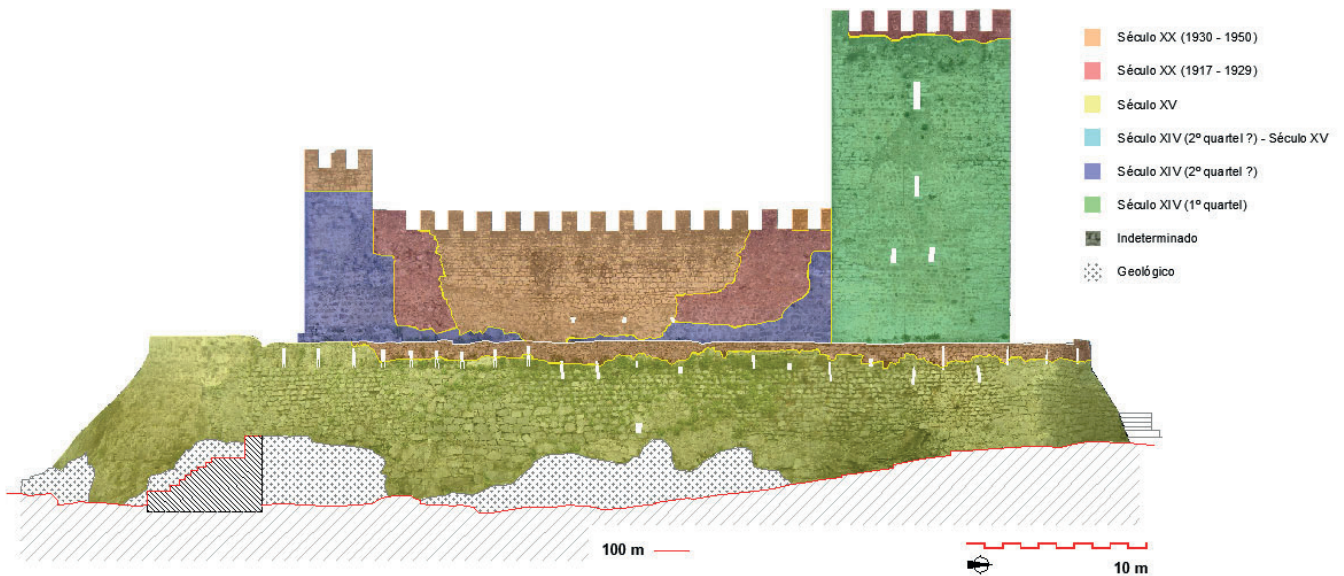 Século XX (1930 - 1950)
Século XX (1917 - 1929)
Século XV
Século XIV (2º quartel ?) - Século XV
Século XIV (2º quartel ?)
Século XIV (1º quartel)
Indeterminado
Geológico
100 m
10 m